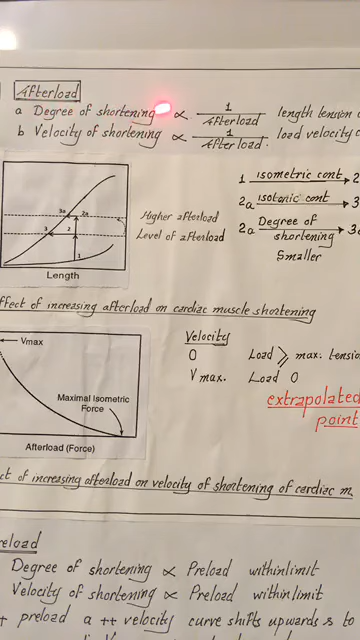 Afterload
a Degree of shortening ∝ 1/Afterload length tension
b Velocity of shortening ∝ 1/Afterload. load velocity
3a 2a
3 2
1
Length
Higher afterload
Level of afterload
1 isometric cont → 2
2a isotonic cont → 3
2a Degree of shortening → 3a
Smaller
ffect of increasing afterload on cardiac muscle shortening
Vmax
Maximal Isometric
Force
Afterload (Force)
Velocity
0 Load ⩾ max. tensio
V max. Load 0
extrapolated
point
ct of increasing afterload on velocity of shortening of cardiac m.
reload
Degree of shortening ∝ Preload within limit
Velocity of shortening ∝ Preload within limit
preload a ++ velocity curve shifts upwards to